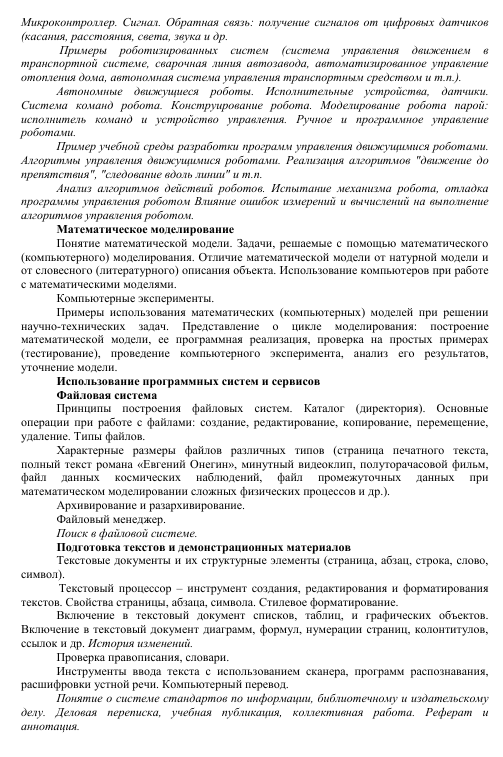 Микроконтроллер. Сигнал. Обратная связь: получение сигналов от цифровых датчиков
(касания, расстояния, света, звука и др.
Примеры роботизированных систем (система управления движением в
транспортной системе, сварочная линия автозавода, автоматизированное управление
отопления дома, автономная система управления транспортным средством и т.п.).
Автономные движущиеся роботы. Исполнительные устройства, датчики.
Система команд робота. Конструирование робота. Моделирование робота парой:
исполнитель команд и устройство управления. Ручное и программное управление
роботами.
Пример учебной среды разработки программ управления движущимися роботами.
Алгоритмы управления движущимися роботами. Реализация алгоритмов "движение до
препятствия", "следование вдоль линии" и т.п.
Анализ алгоритмов действий роботов. Испытание механизма робота, отладка
программы управления роботом Влияние ошибок измерений и вычислений на выполнение
алгоритмов управления роботом.
Математическое моделирование
Понятие математической модели. Задачи, решаемые с помощью математического
(компьютерного) моделирования. Отличие математической модели от натурной модели и
от словесного (литературного) описания объекта. Использование компьютеров при работе
с математическими моделями.
Компьютерные эксперименты.
Примеры использования математических (компьютерных) моделей при решении
научно-технических задач. Представление о цикле моделирования: построение
математической модели, ее программная реализация, проверка на простых примерах
(тестирование), проведение компьютерного эксперимента, анализ его результатов,
уточнение модели.
Использование программных систем и сервисов
Файловая система
Принципы построения файловых систем. Каталог (директория). Основные
операции при работе с файлами: создание, редактирование, копирование, перемещение,
удаление. Типы файлов.
Характерные размеры файлов различных типов (страница печатного текста,
полный текст романа «Евгений Онегин», минутный видеоклип, полуторачасовой фильм,
файл данных космических наблюдений, файл промежуточных данных при
математическом моделировании сложных физических процессов и др.).
Архивирование и разархивирование.
Файловый менеджер.
Поиск в файловой системе.
Подготовка текстов и демонстрационных материалов
Текстовые документы и их структурные элементы (страница, абзац, строка, слово,
символ).
Текстовый процессор – инструмент создания, редактирования и форматирования
текстов. Свойства страницы, абзаца, символа. Стилевое форматирование.
Включение в текстовый документ списков, таблиц, и графических объектов.
Включение в текстовый документ диаграмм, формул, нумерации страниц, колонтитулов,
ссылок и др. История изменений.
Проверка правописания, словари.
Инструменты ввода текста с использованием сканера, программ распознавания,
расшифровки устной речи. Компьютерный перевод.
Понятие о системе стандартов по информации, библиотечному и издательскому
делу. Деловая переписка, учебная публикация, коллективная работа. Реферат и
аннотация.